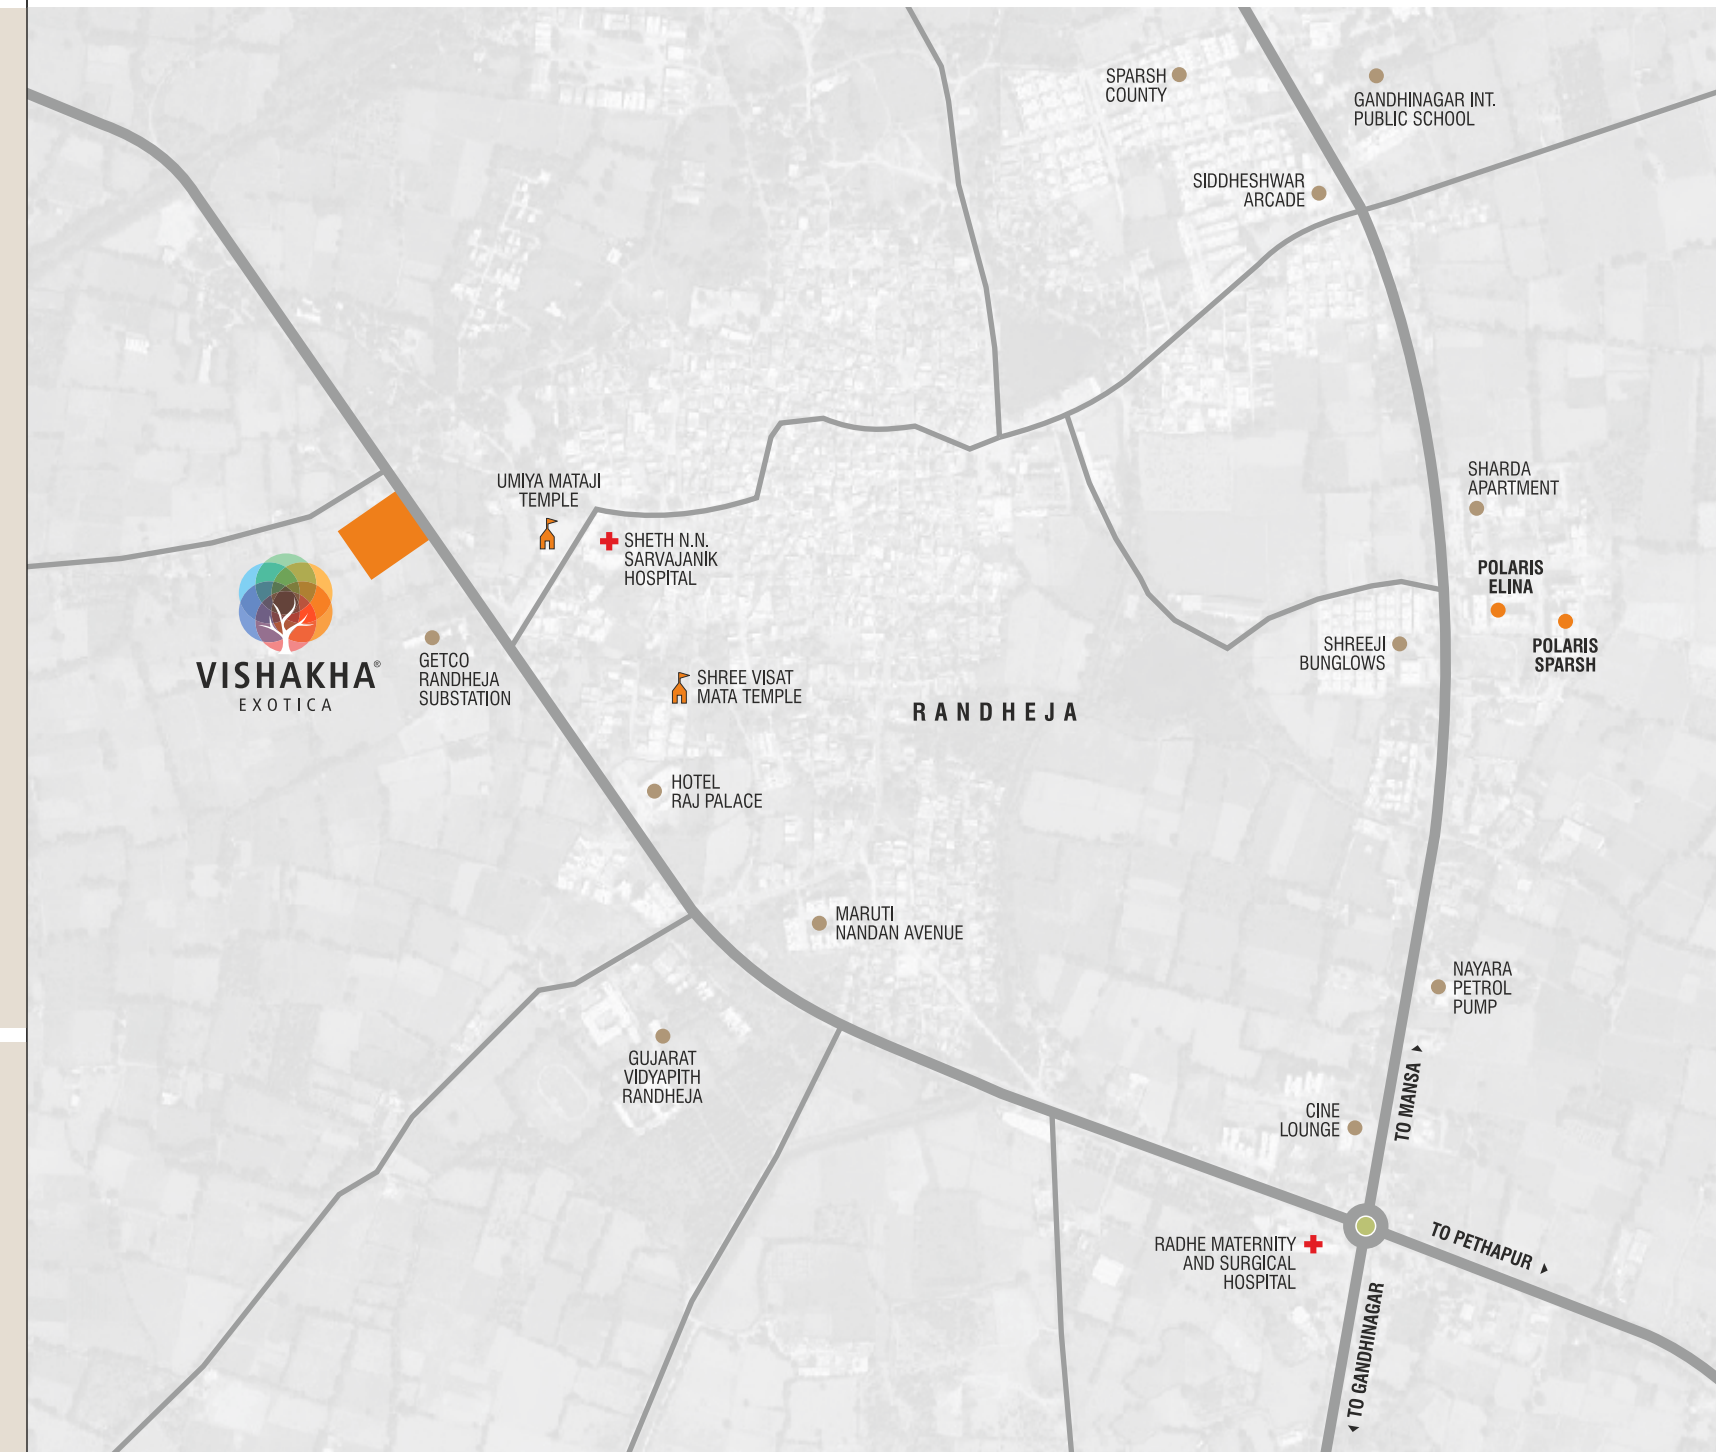 SPARSH
COUNTY
GANDHINAGAR INT.
PUBLIC SCHOOL
SIDDHESHWAR
ARCADE
UMIYA MATAJI
TEMPLE
SHETH N.N.
SARVAJANIK
HOSPITAL
SHARDA
APARTMENT
POLARIS
ELINA
POLARIS
SPARSH
SHREEJI
BUNGLOWS
VISHAKHA®
EXOTICA
GETCO
RANDHEJA
SUBSTATION
SHREE VISAT
MATA TEMPLE
RANDHEJA
HOTEL
RAJ PALACE
MARUTI
NANDAN AVENUE
NAYARA
PETROL
PUMP
GUJARAT
VIDYAPITH
RANDHEJA
TO MANSA
CINE
LOUNGE
RADHE MATERNITY
AND SURGICAL
HOSPITAL
TO PETHAPUR
TO GANDHINAGAR